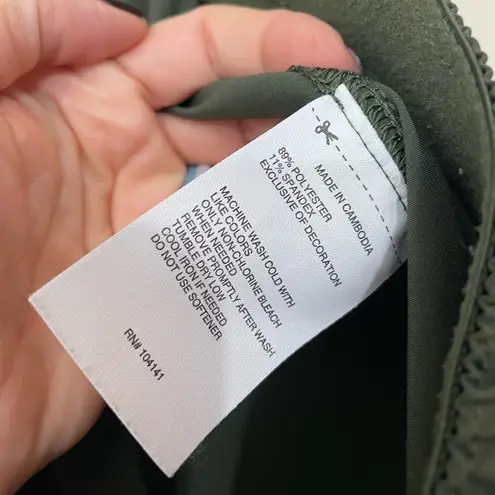 MADE IN CAMBODIA
89% POLYESTER
11% SPANDEX
EXCLUSIVE OF DECORATION
MACHINE WASH COLD WITH
LIKE COLORS
ONLY NON-CHLORINE BLEACH
WHEN NEEDED
REMOVE PROMPTLY AFTER WASH
TUMBLE DRY LOW
COOL IRON IF NEEDED
DO NOT USE SOFTENER
RN# 104141